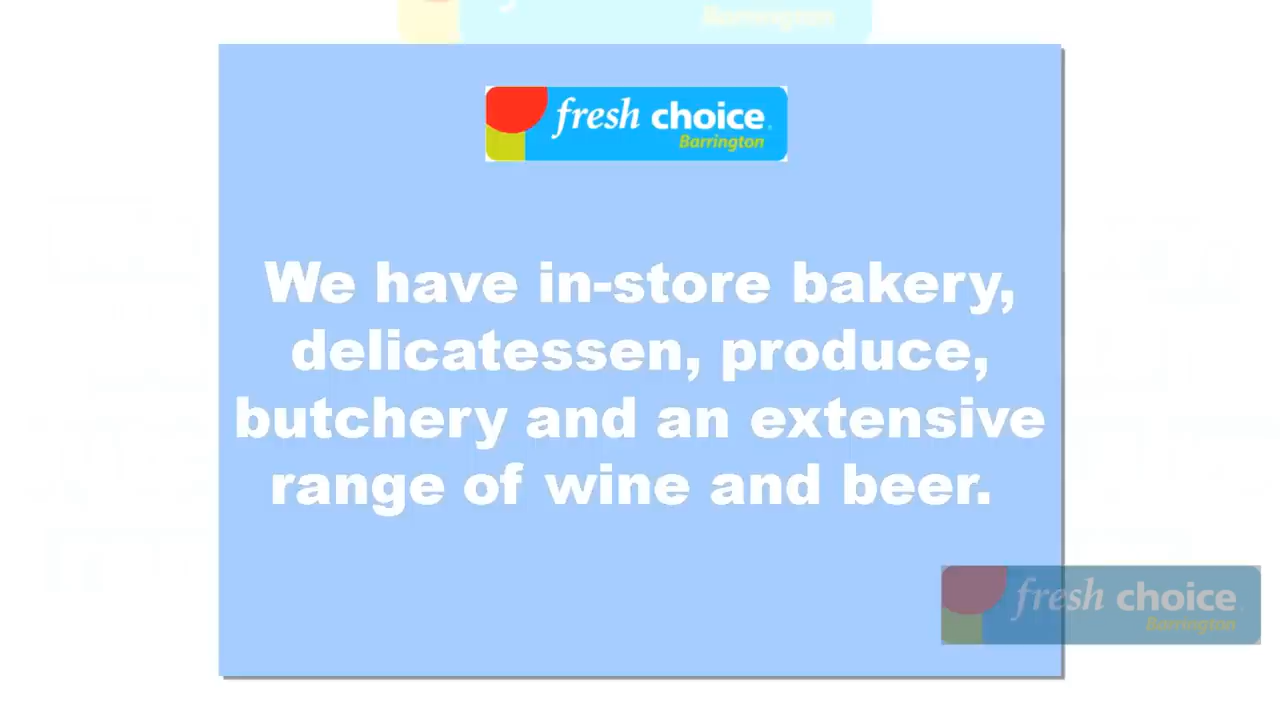 Barrington
fresh choice
Barrington
We have in-store bakery,
delicatessen, produce,
butchery and an extensive
range of wine and beer.
fresh choice
Barrington